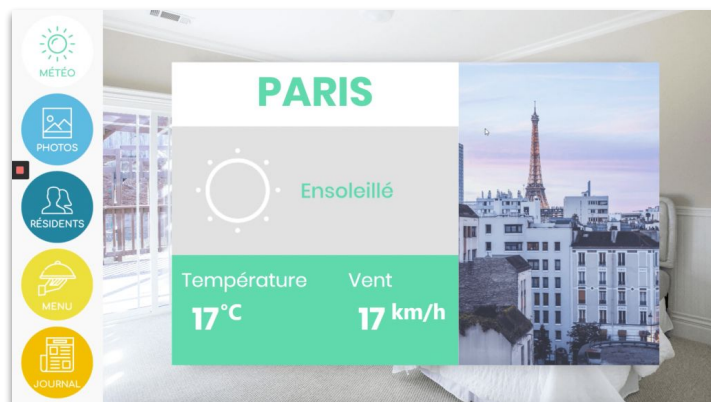 MÉTÉO
PHOTOS
RÉSIDENTS
MENU
JOURNAL
PARIS
Ensoleillé
Température Vent
17°C 17 km/h